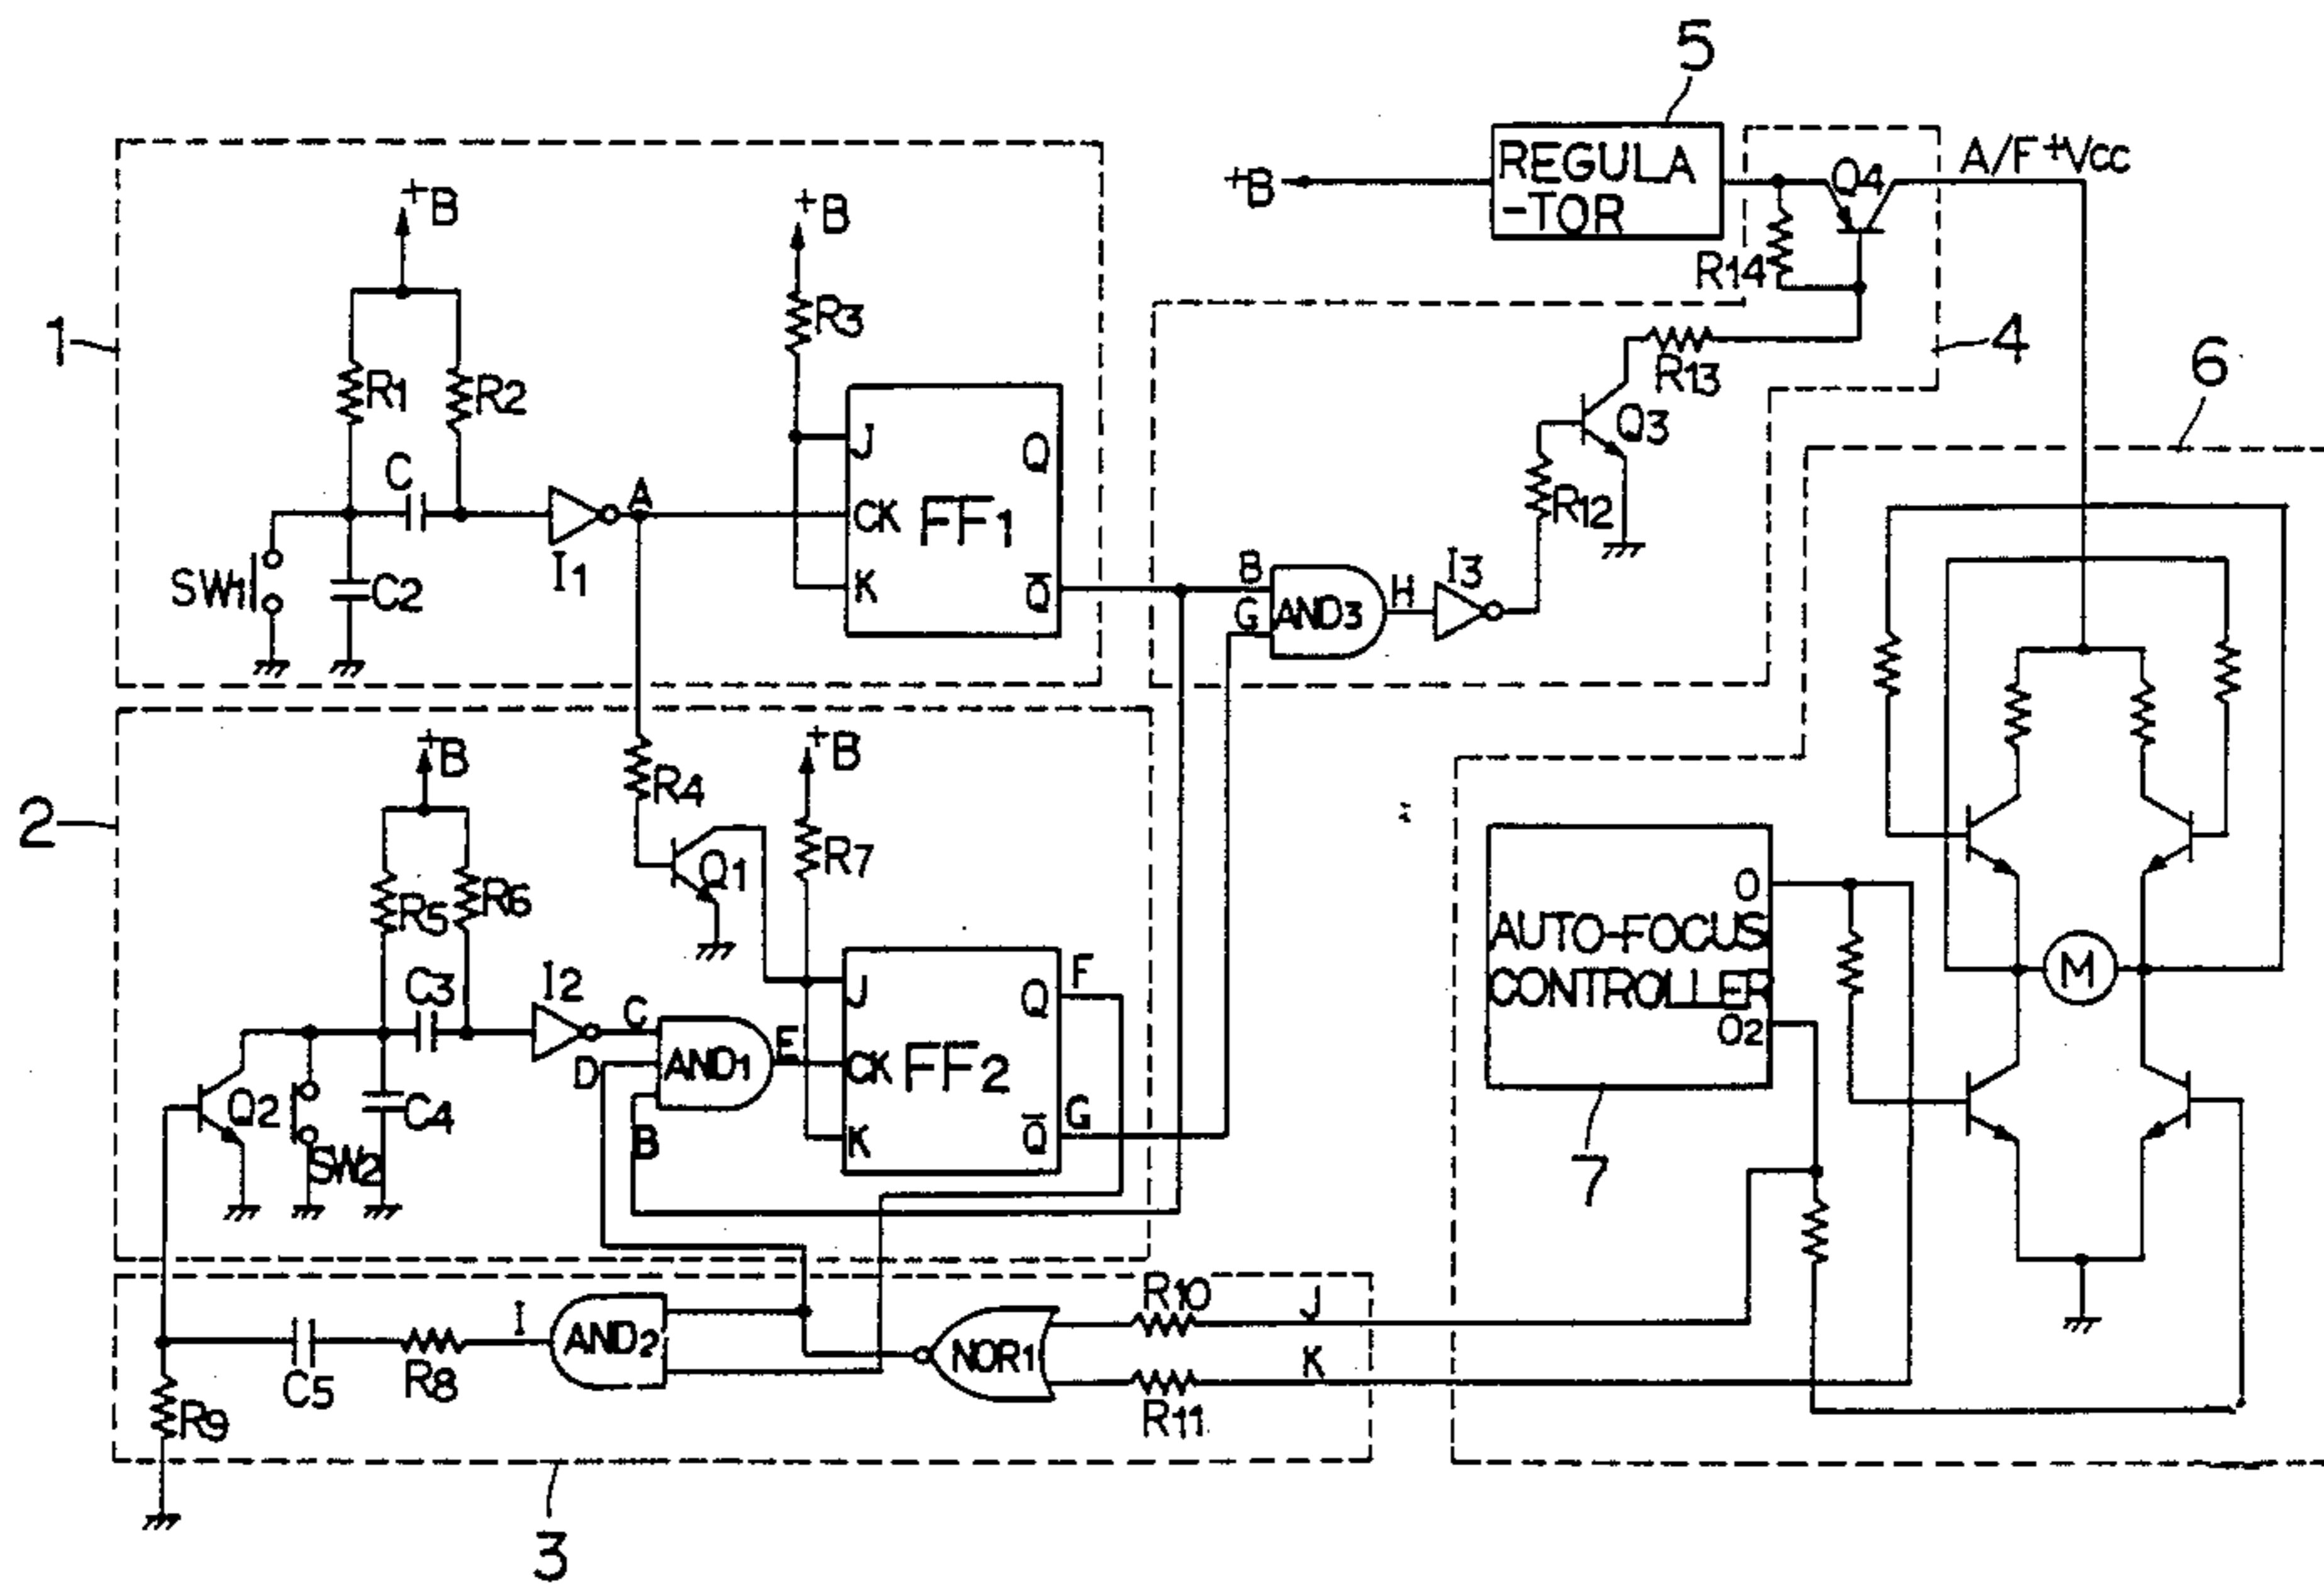 5
REGULA
-TOR
+B
Q4
A/F +Vcc
R14
4
R13
Q3
R12
6
1
+B
+B
R1
R2
R3
C
A
J
Q
CK
FF1
K
Q̅
SW1
C2
I1
B
G
AND3
H
I3
2
+B
R4
+B
Q1
R7
R5
R6
C3
I2
C
D
AND1
E
B
J
Q
F
CK
FF2
K
Q̅
G
Q2
SW2
C4
AUTO-FOCUS
CONTROLLER
O
O2
7
M
I
AND2
NOR1
R10
J
K
R11
C5
R8
R9
3